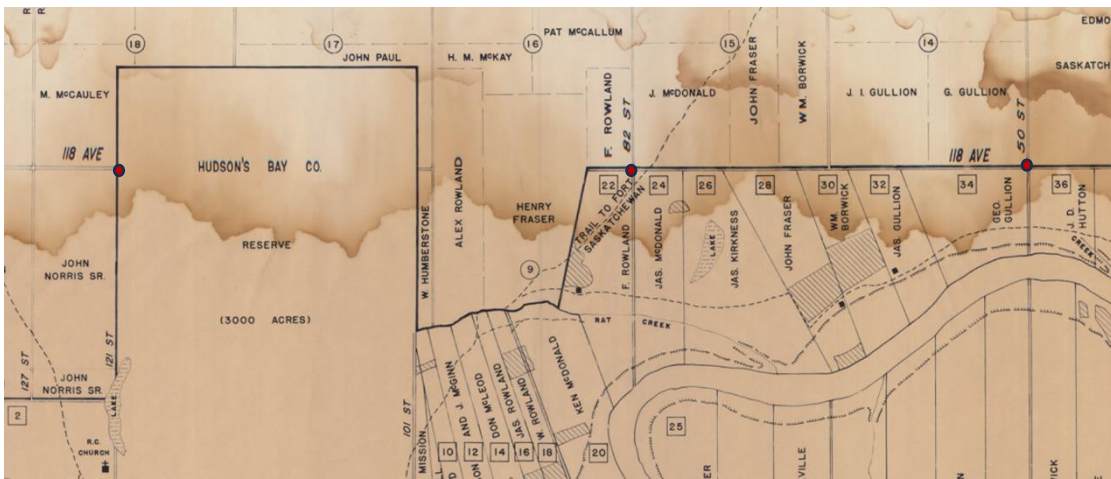 R
R
18
17
16
15
14
PAT McCALLUM
EDMO
JOHN PAUL
H. M. McKAY
SASKATCH
M. McCAULEY
F. ROWLAND
82 ST
J. McDONALD
JOHN FRASER
WM. BORWICK
J. I. GULLION
G. GULLION
50 ST
118 AVE
HUDSON'S BAY CO.
118 AVE
ALEX ROWLAND
HENRY
FRASER
22
24
26
28
30
32
34
36
TRAIL TO FORT
SASKATCHEWAN
F. ROWLAND
JAS. McDONALD
LAKE
JAS. KIRKNESS
JOHN FRASER
WM.
BORWICK
JAS. GULLION
GEO.
GULLION
J. D.
HUTTON
CREEK
RESERVE
JOHN
NORRIS SR.
W. HUMBERSTONE
9
(3000 ACRES)
RAT CREEK
127 ST
121 ST
JOHN
NORRIS SR.
LAKE
2
R.C.
CHURCH
101 ST
MISSION
AND J. McGINN
DON McLEOD
JAS. ROWLAND
W. ROWLAND
KEN McDONALD
10
12
14
16
18
20
25
ON
ER
VILLE
N
WICK